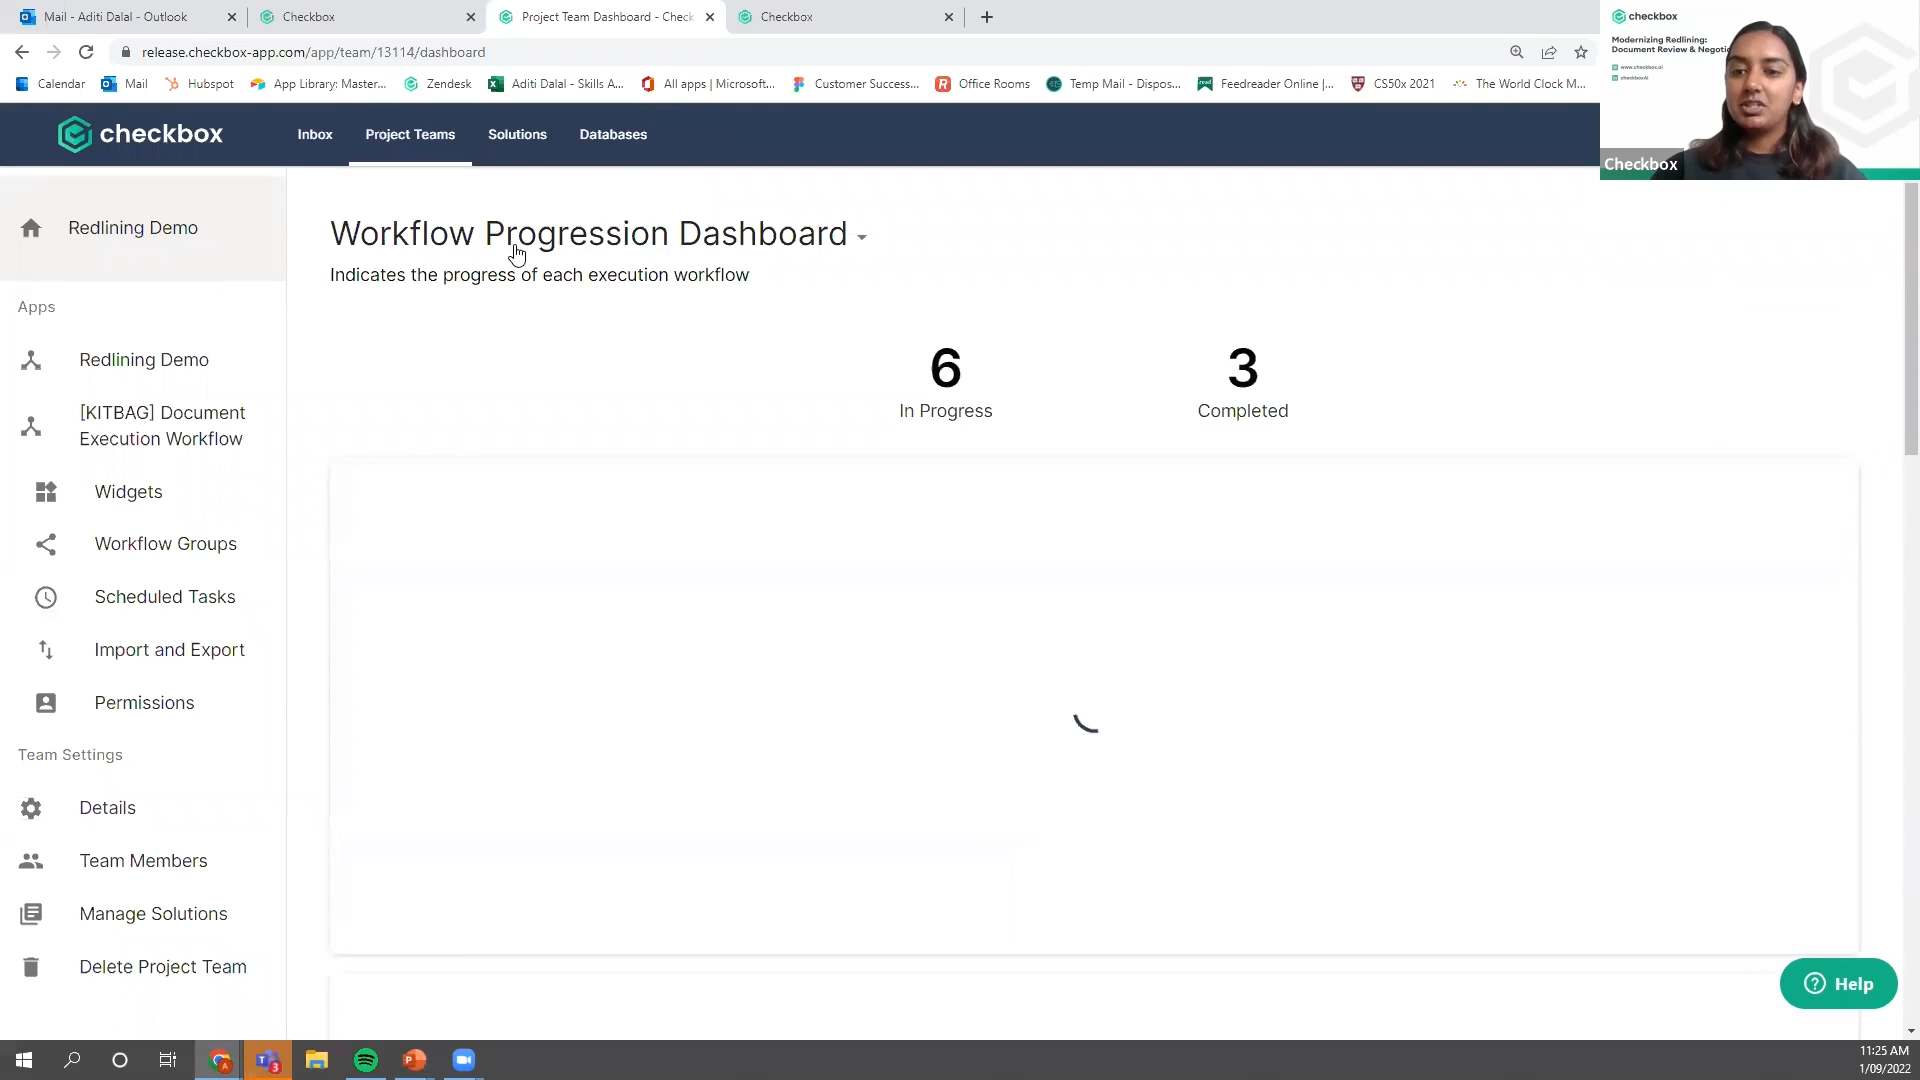 Mail - Aditi Dalal - Outlook
Checkbox
Project Team Dashboard - Check
Checkbox
release.checkbox-app.com/app/team/13114/dashboard
Calendar
Mail
Hubspot
App Library: Master...
Zendesk
Aditi Dalal - Skills A...
All apps | Microsoft...
Customer Success...
Office Rooms
Temp Mail - Dispos...
Feedreader Online |...
CS50x 2021
The World Clock M...
checkbox
Modernizing Redlining:
Document Review & Negotia
www.checkbox.ai
checkboxAI
Checkbox
checkbox
Inbox
Project Teams
Solutions
Databases
Redlining Demo
Apps
Redlining Demo
[KITBAG] Document
Execution Workflow
Widgets
Workflow Groups
Scheduled Tasks
Import and Export
Permissions
Team Settings
Details
Team Members
Manage Solutions
Delete Project Team
Workflow Progression Dashboard
Indicates the progress of each execution workflow
6
In Progress
3
Completed
Help
11:25 AM
1/09/2022